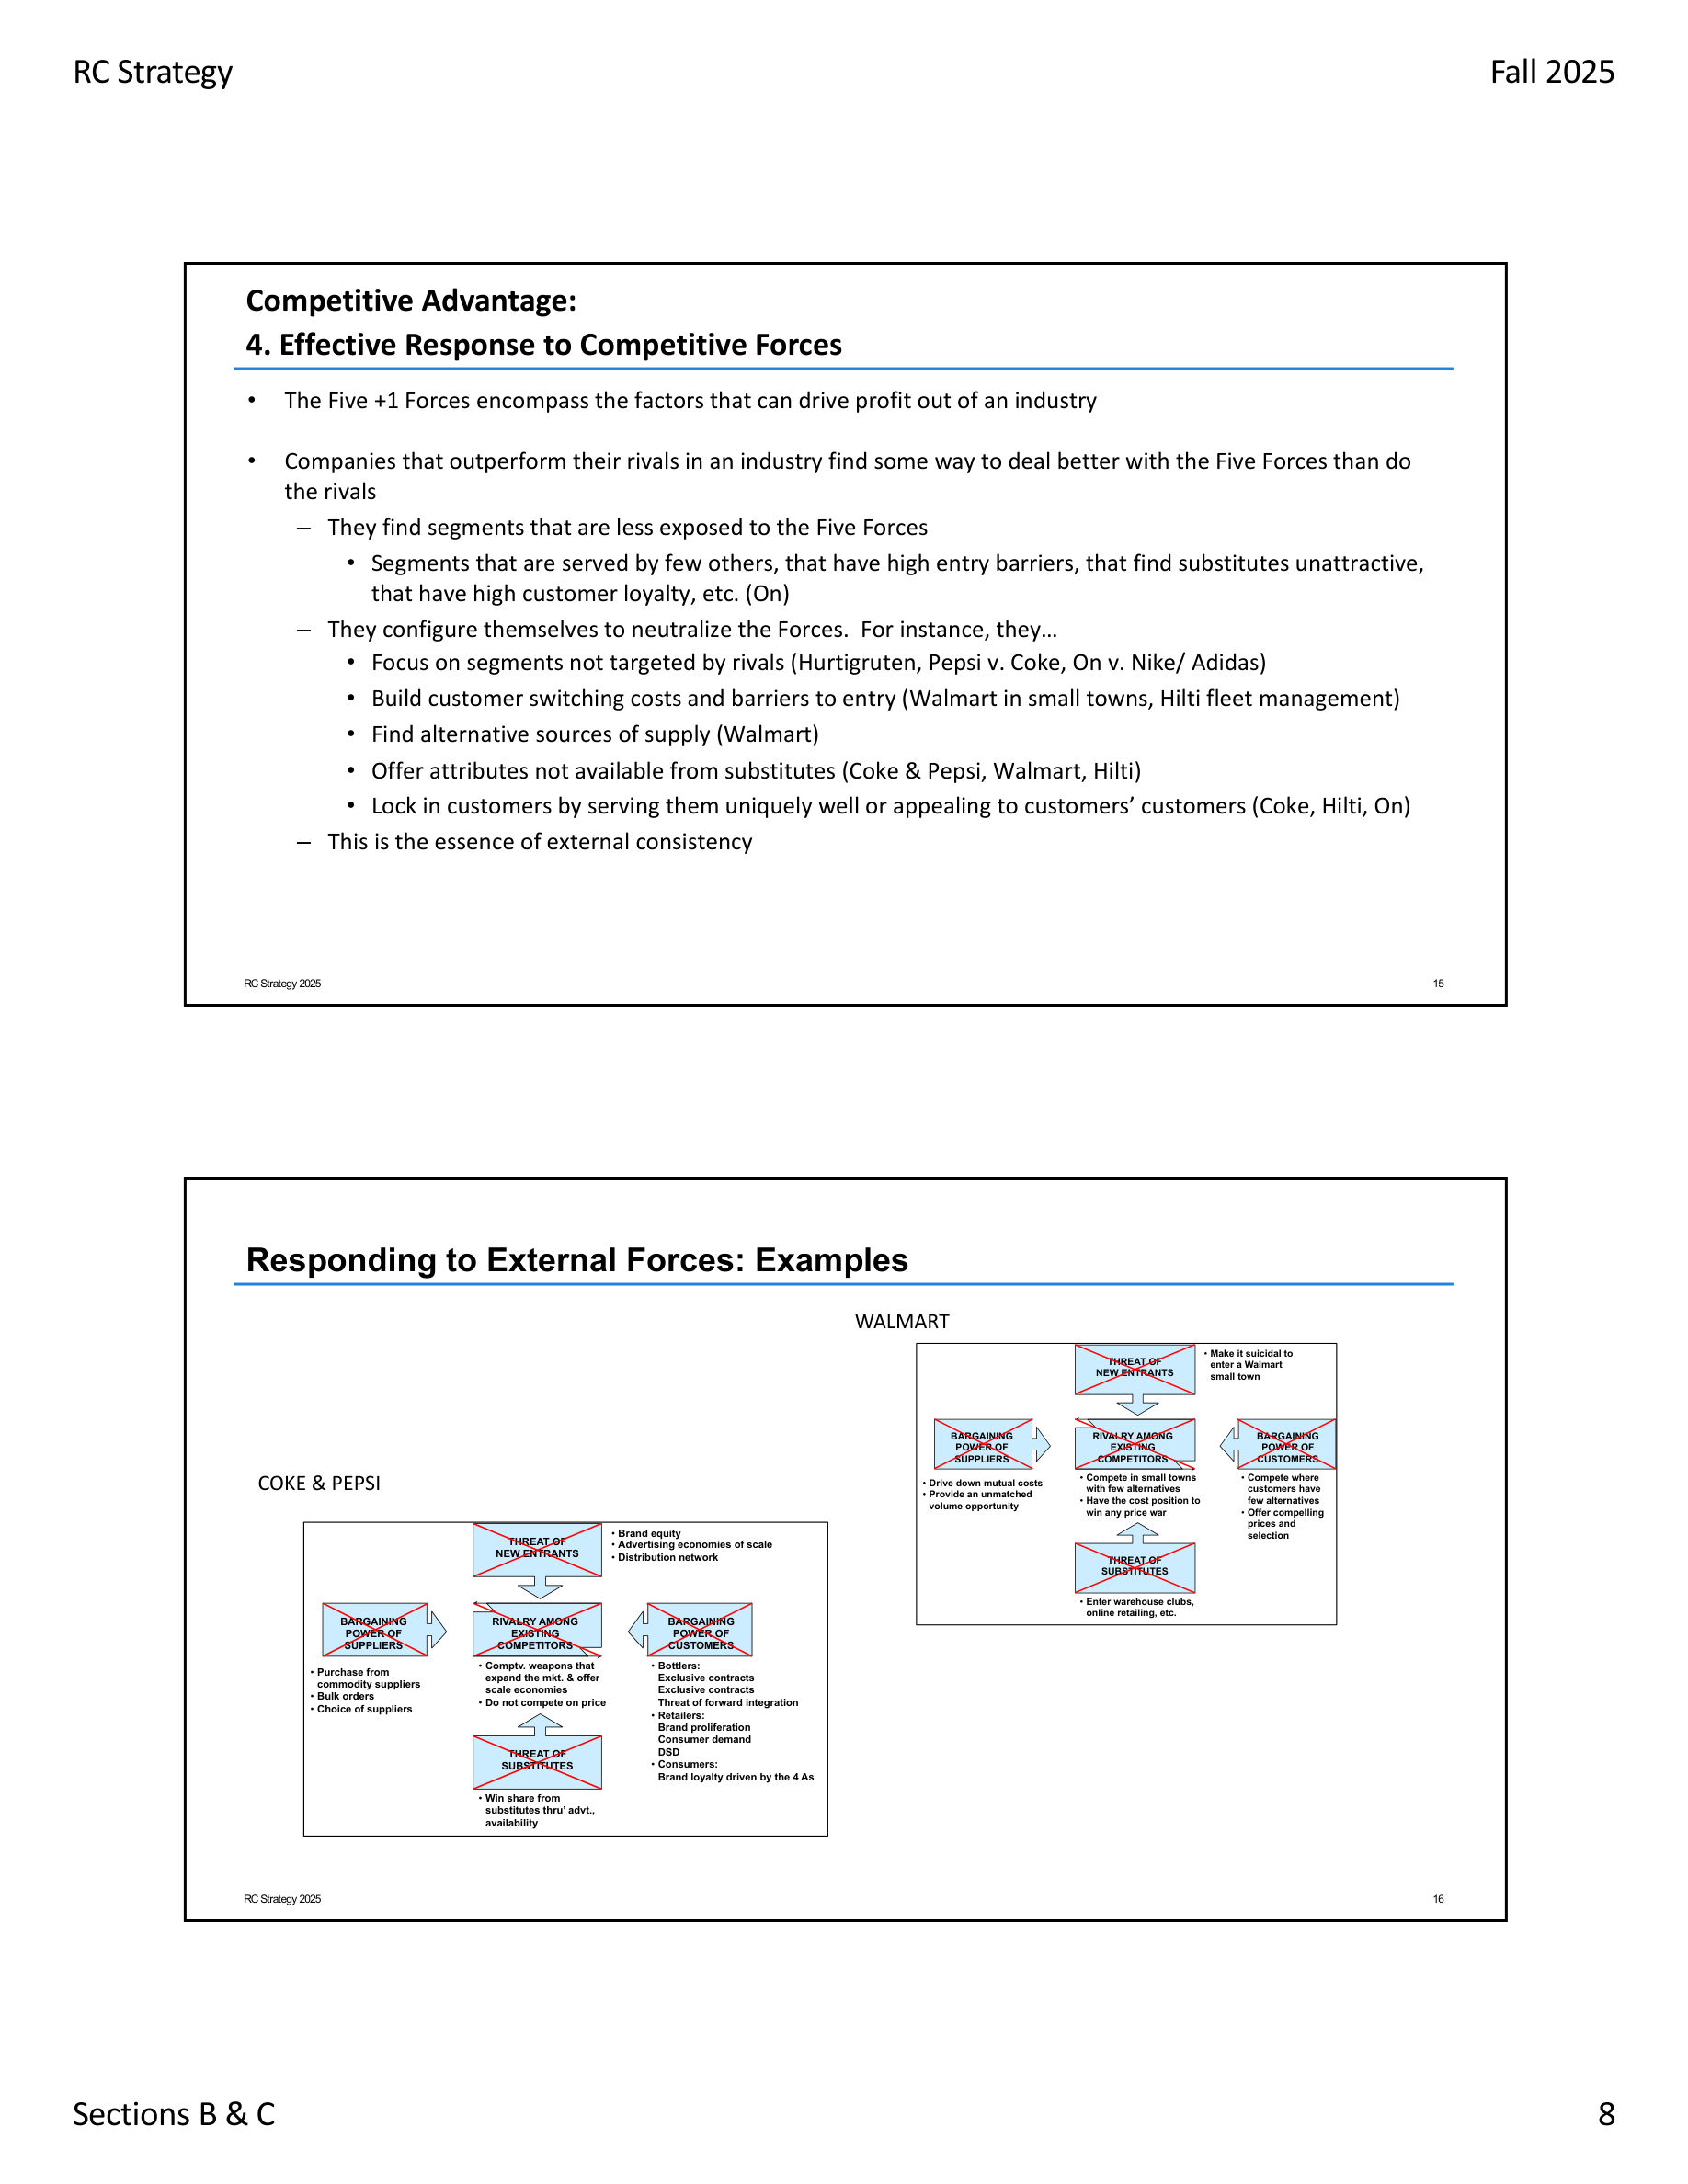 RC Strategy
Fall 2025
Competitive Advantage:
4. Effective Response to Competitive Forces
• The Five +1 Forces encompass the factors that can drive profit out of an industry
• Companies that outperform their rivals in an industry find some way to deal better with the Five Forces than do
the rivals
– They find segments that are less exposed to the Five Forces
• Segments that are served by few others, that have high entry barriers, that find substitutes unattractive,
that have high customer loyalty, etc. (On)
– They configure themselves to neutralize the Forces.  For instance, they…
• Focus on segments not targeted by rivals (Hurtigruten, Pepsi v. Coke, On v. Nike/ Adidas)
• Build customer switching costs and barriers to entry (Walmart in small towns, Hilti fleet management)
• Find alternative sources of supply (Walmart)
• Offer attributes not available from substitutes (Coke & Pepsi, Walmart, Hilti)
• Lock in customers by serving them uniquely well or appealing to customers’ customers (Coke, Hilti, On)
– This is the essence of external consistency
RC Strategy 2025
15
Responding to External Forces: Examples
WALMART
THREAT OF
NEW ENTRANTS
• Make it suicidal to
enter a Walmart
small town
BARGAINING
POWER OF
SUPPLIERS
• Drive down mutual costs
• Provide an unmatched
volume opportunity
RIVALRY AMONG
EXISTING
COMPETITORS
• Compete in small towns
with few alternatives
• Have the cost position to
win any price war
BARGAINING
POWER OF
CUSTOMERS
• Compete where
customers have
few alternatives
• Offer compelling
prices and
selection
THREAT OF
SUBSTITUTES
• Enter warehouse clubs,
online retailing, etc.
COKE & PEPSI
THREAT OF
NEW ENTRANTS
• Brand equity
• Advertising economies of scale
• Distribution network
BARGAINING
POWER OF
SUPPLIERS
• Purchase from
commodity suppliers
• Bulk orders
• Choice of suppliers
RIVALRY AMONG
EXISTING
COMPETITORS
• Comptv. weapons that
expand the mkt. & offer
scale economies
• Do not compete on price
BARGAINING
POWER OF
CUSTOMERS
• Bottlers:
Exclusive contracts
Exclusive contracts
Threat of forward integration
• Retailers:
Brand proliferation
Consumer demand
DSD
• Consumers:
Brand loyalty driven by the 4 As
THREAT OF
SUBSTITUTES
• Win share from
substitutes thru’ advt.,
availability
RC Strategy 2025
16
Sections B & C
8